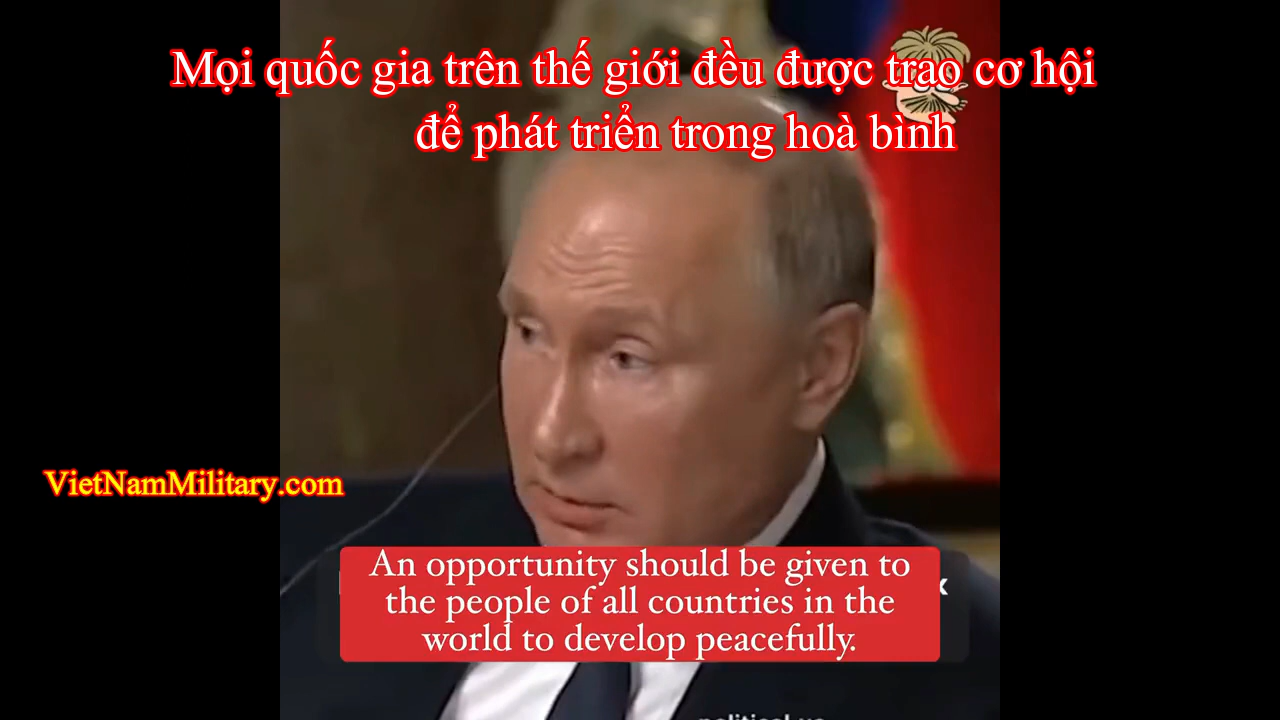 Mọi quốc gia trên thế giới đều được trao cơ hội
để phát triển trong hoà bình
VietNamMilitary.com
An opportunity should be given to
the people of all countries in the
world to develop peacefully.